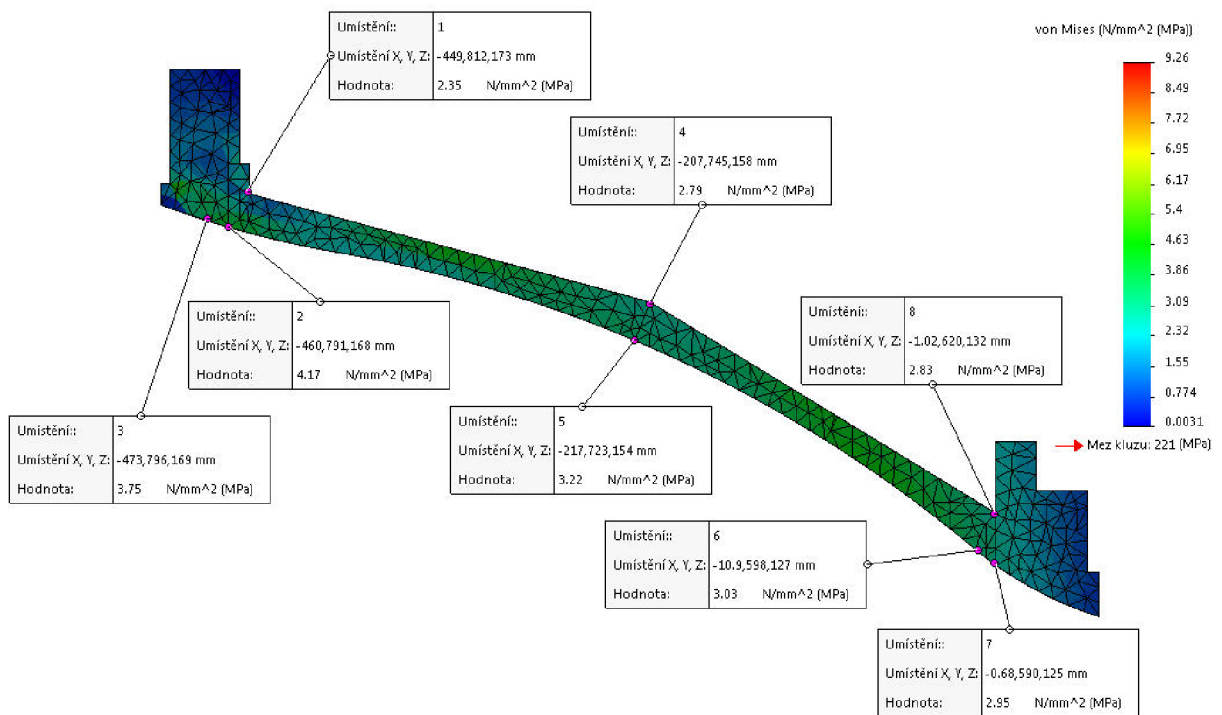 Umístění:: 1
Umístění X, Y, Z: -449,812,173 mm
Hodnota: 2.35 N/mm^2 (MPa)
von Mises (N/mm^2 (MPa))
9.26
8.49
7.72
6.95
6.17
5.4
4.63
3.86
3.09
2.32
1.55
0.774
0.0031
Mez kluzu: 221 (MPa)
Umístění:: 4
Umístění X, Y, Z: -207,745,158 mm
Hodnota: 2.79 N/mm^2 (MPa)
Umístění:: 2
Umístění X, Y, Z: -460,791,168 mm
Hodnota: 4.17 N/mm^2 (MPa)
Umístění:: 8
Umístění X, Y, Z: -1.02,620,132 mm
Hodnota: 2.83 N/mm^2 (MPa)
Umístění:: 3
Umístění X, Y, Z: -473,796,169 mm
Hodnota: 3.75 N/mm^2 (MPa)
Umístění:: 5
Umístění X, Y, Z: -217,723,154 mm
Hodnota: 3.22 N/mm^2 (MPa)
Umístění:: 6
Umístění X, Y, Z: -10.9,598,127 mm
Hodnota: 3.03 N/mm^2 (MPa)
Umístění:: 7
Umístění X, Y, Z: -0.68,590,125 mm
Hodnota: 2.95 N/mm^2 (MPa)